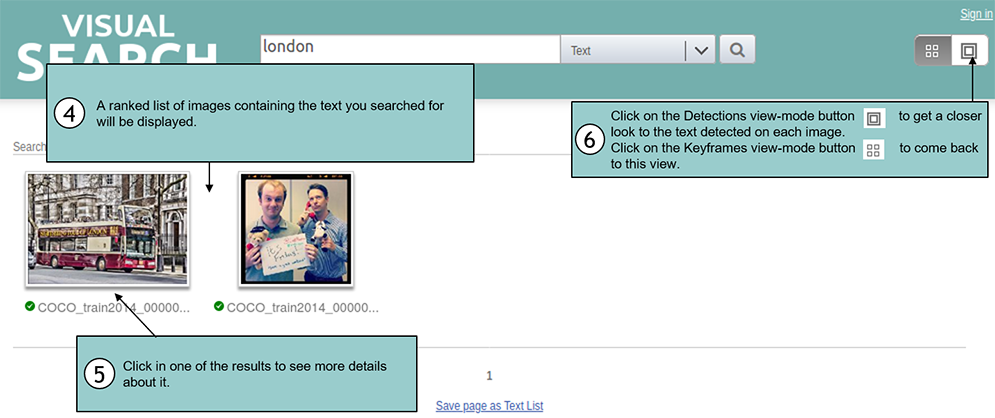 VISUAL
SEARCH
london
Text
Sign in
4
A ranked list of images containing the text you searched for
will be displayed.
6
Click on the Detections view-mode button to get a closer
look to the text detected on each image.
Click on the Keyframes view-mode button to come back
to this view.
Search
COCO_train2014_00000...
COCO_train2014_00000...
5
Click in one of the results to see more details
about it.
1
Save page as Text List